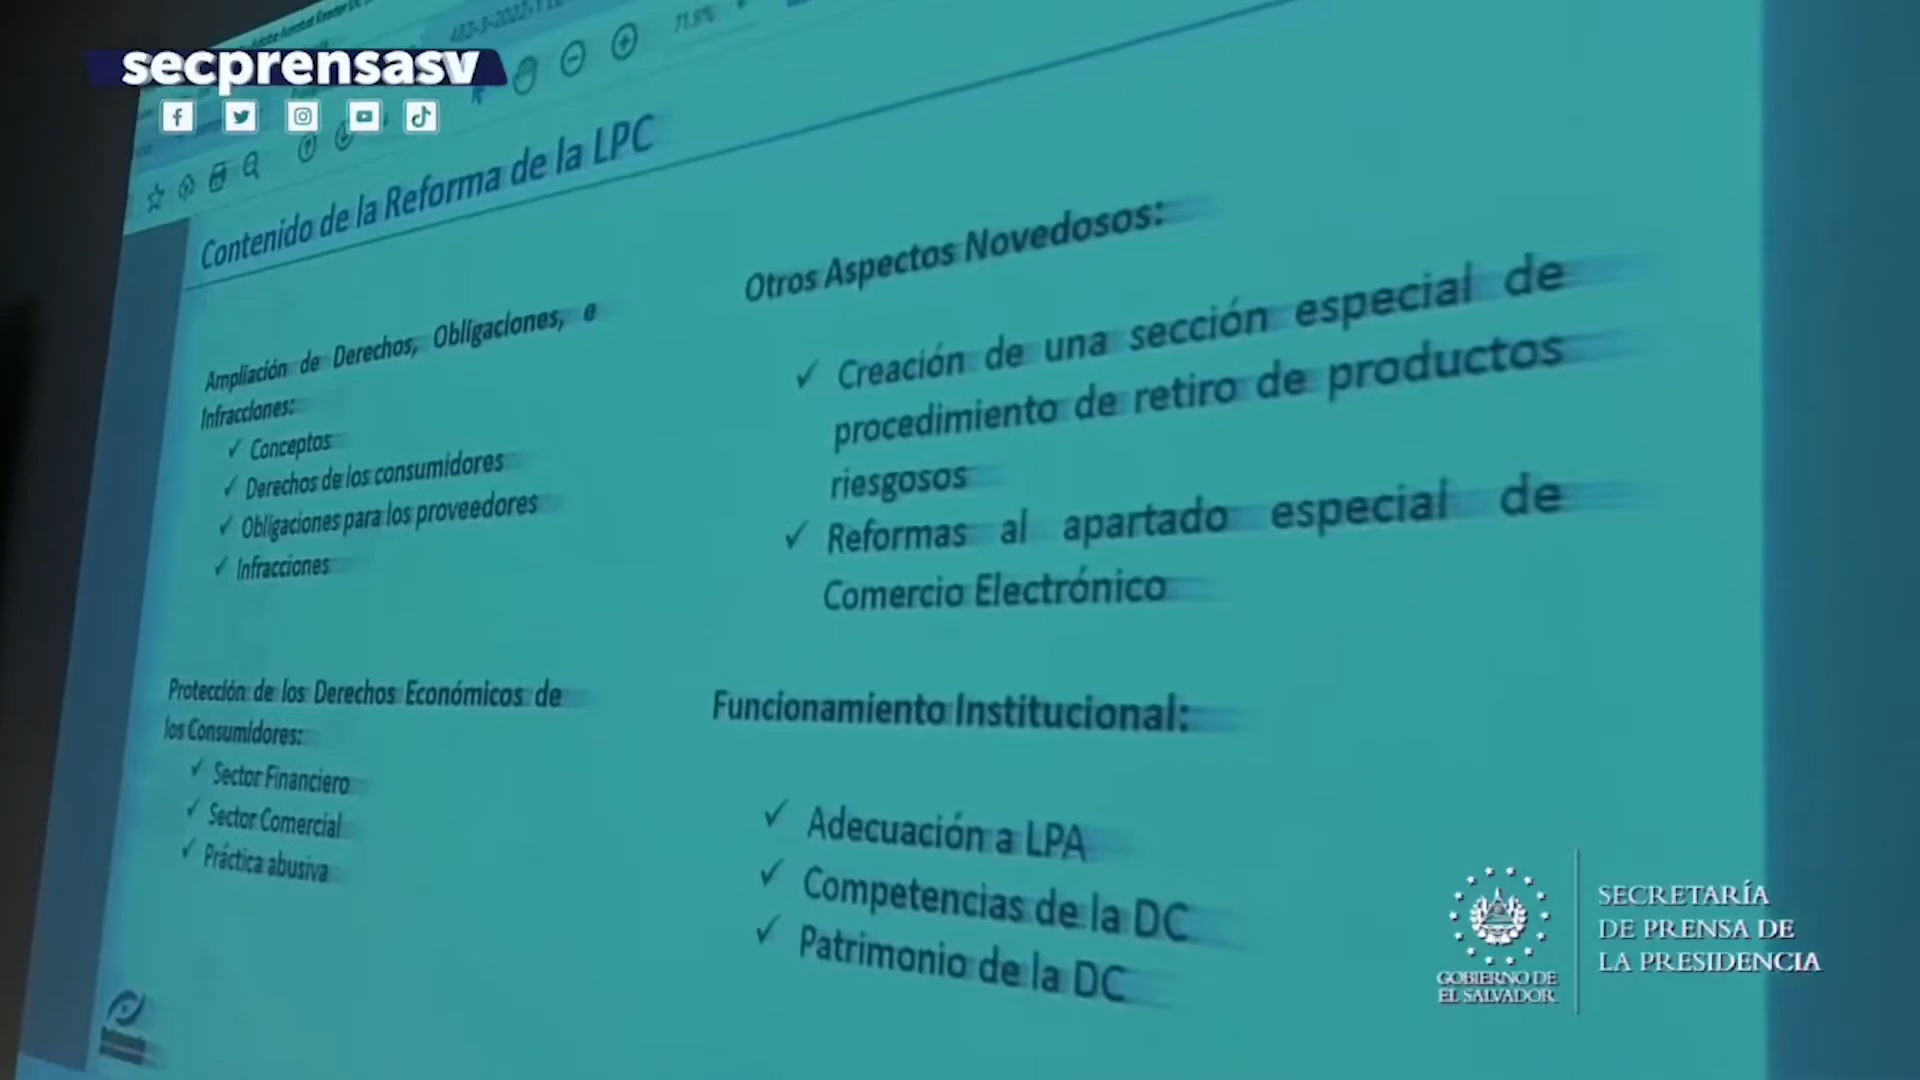 secprensasv
71.9%
Contenido de la Reforma de la LPC
Ampliación de Derechos, Obligaciones, e
Infracciones:
✓ Conceptos
✓ Derechos de los consumidores
✓ Obligaciones para los proveedores
✓ Infracciones
Protección de los Derechos Económicos de
los Consumidores:
✓ Sector Financiero
✓ Sector Comercial
✓ Práctica abusiva
Otros Aspectos Novedosos:
✓ Creación de una sección especial de
procedimiento de retiro de productos
riesgosos
✓ Reformas al apartado especial de
Comercio Electrónico
Funcionamiento Institucional:
✓ Adecuación a LPA
✓ Competencias de la DC
✓ Patrimonio de la DC
GOBIERNO DE
EL SALVADOR
SECRETARÍA
DE PRENSA DE
LA PRESIDENCIA